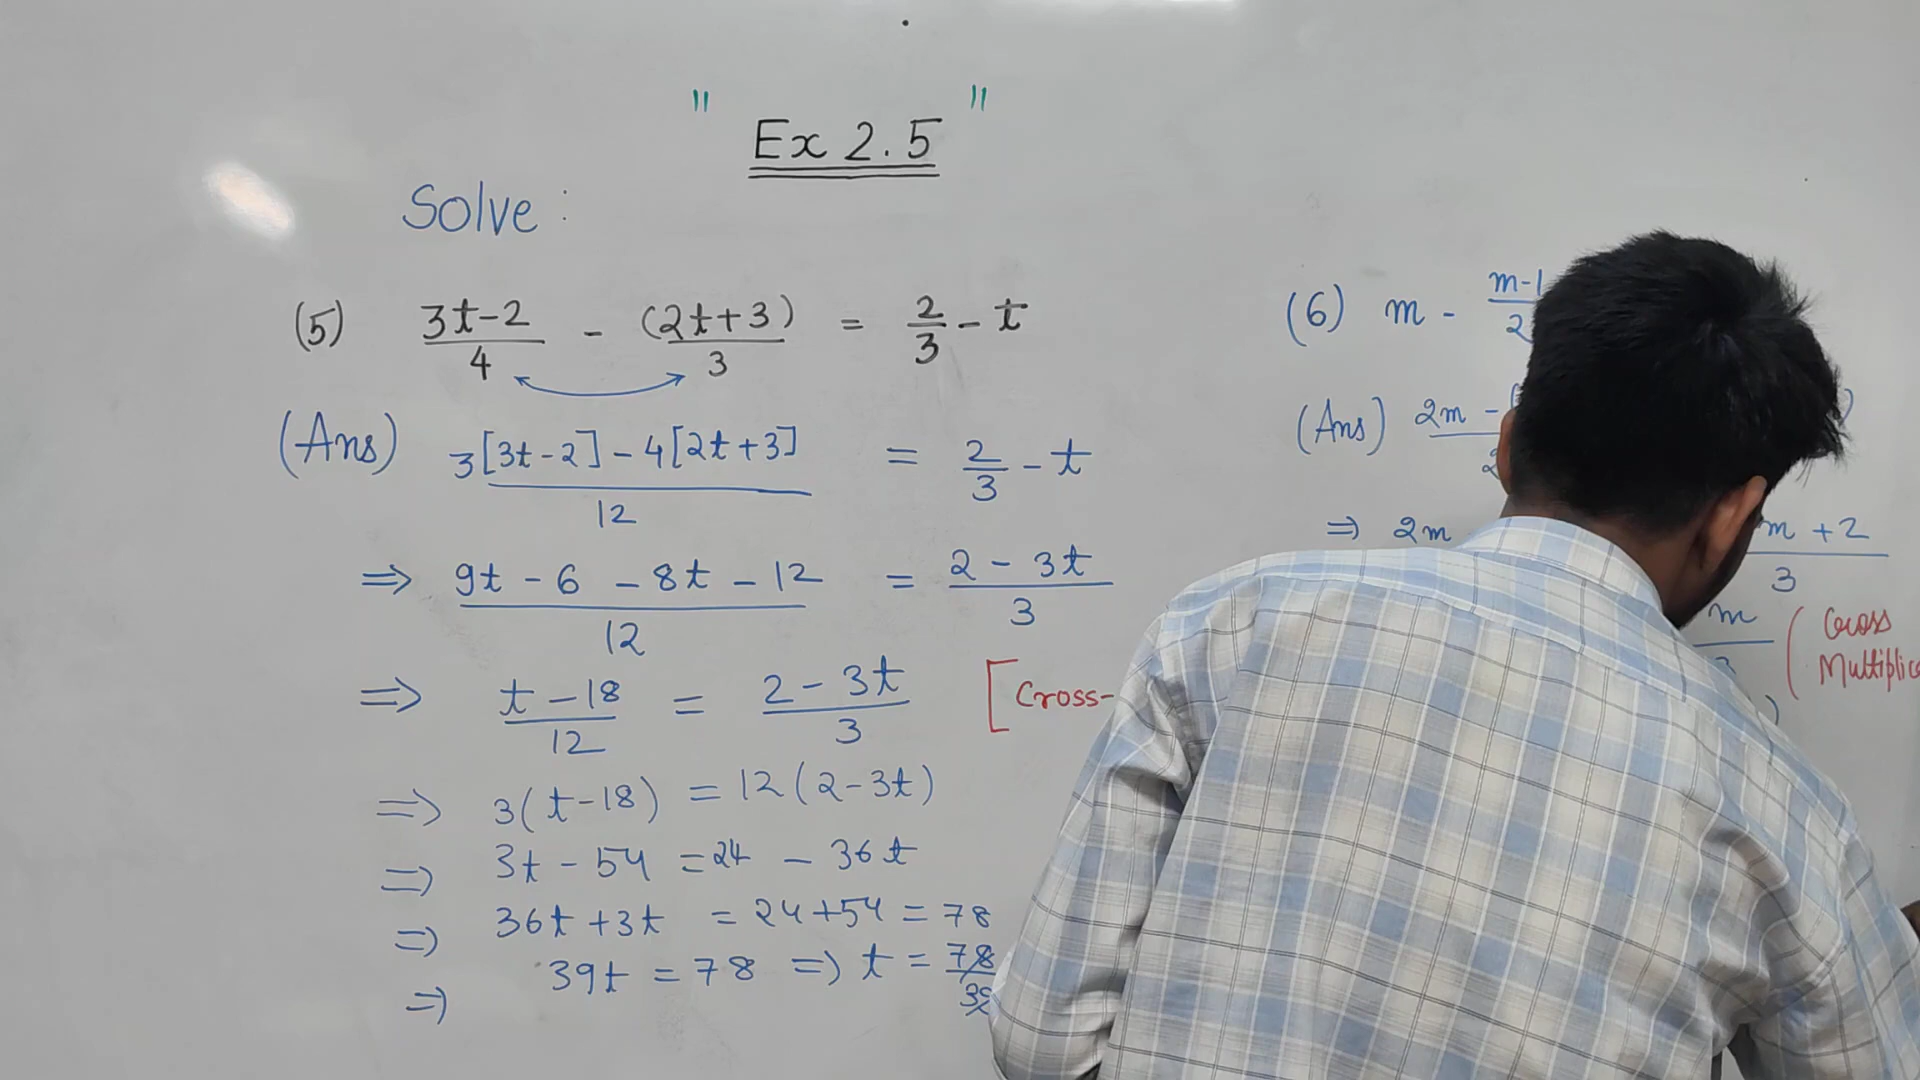 " Ex 2.5 "
Solve :
(5) (3t-2)/4 - (2t+3)/3 = 2/3 - t
(Ans) 3[3t-2] - 4[2t+3] / 12 = 2/3 - t
⇒ 9t - 6 - 8t - 12 / 12 = 2 - 3t / 3
⇒ t - 18 / 12 = 2 - 3t / 3 [Cross-
⇒ 3(t-18) = 12(2-3t)
⇒ 3t - 54 = 24 - 36t
⇒ 36t + 3t = 24+54 = 78
⇒ 39t = 78 ⇒ t = 78/39
(6) m - m-1 / 2
(Ans) 2m -
⇒ 2m
m + 2 / 3
m
(Cross